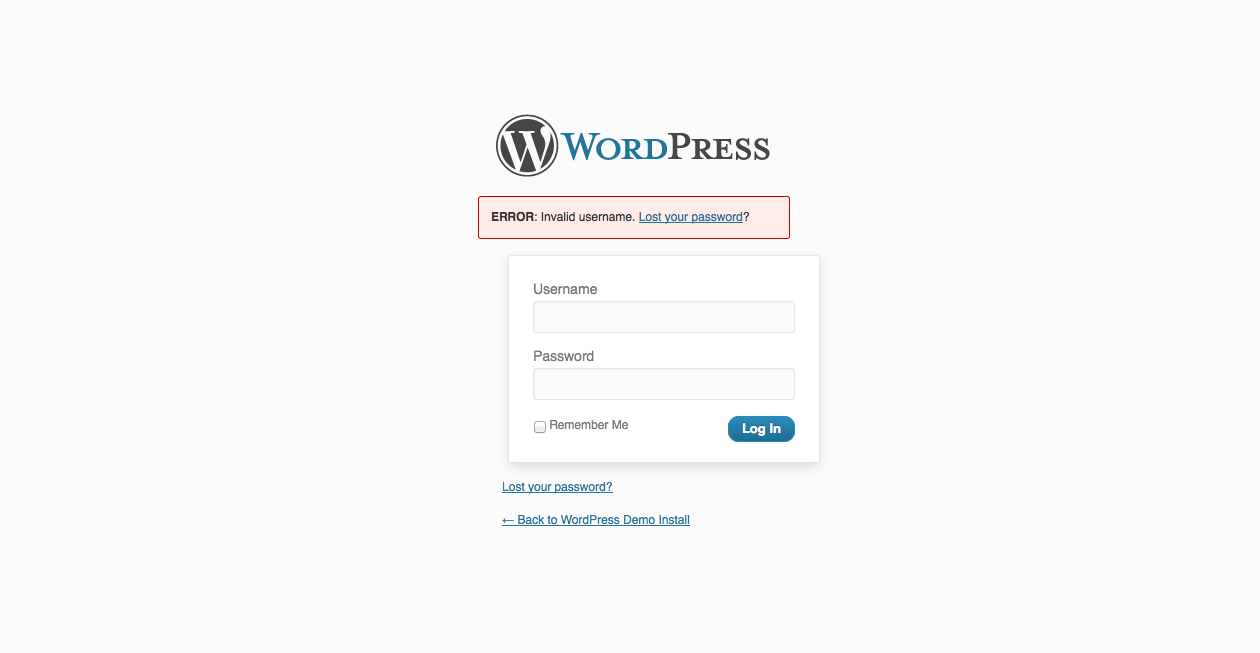 WORDPRESS
ERROR: Invalid username. Lost your password?
Username
Password
Remember Me
Log In
Lost your password?
← Back to WordPress Demo Install